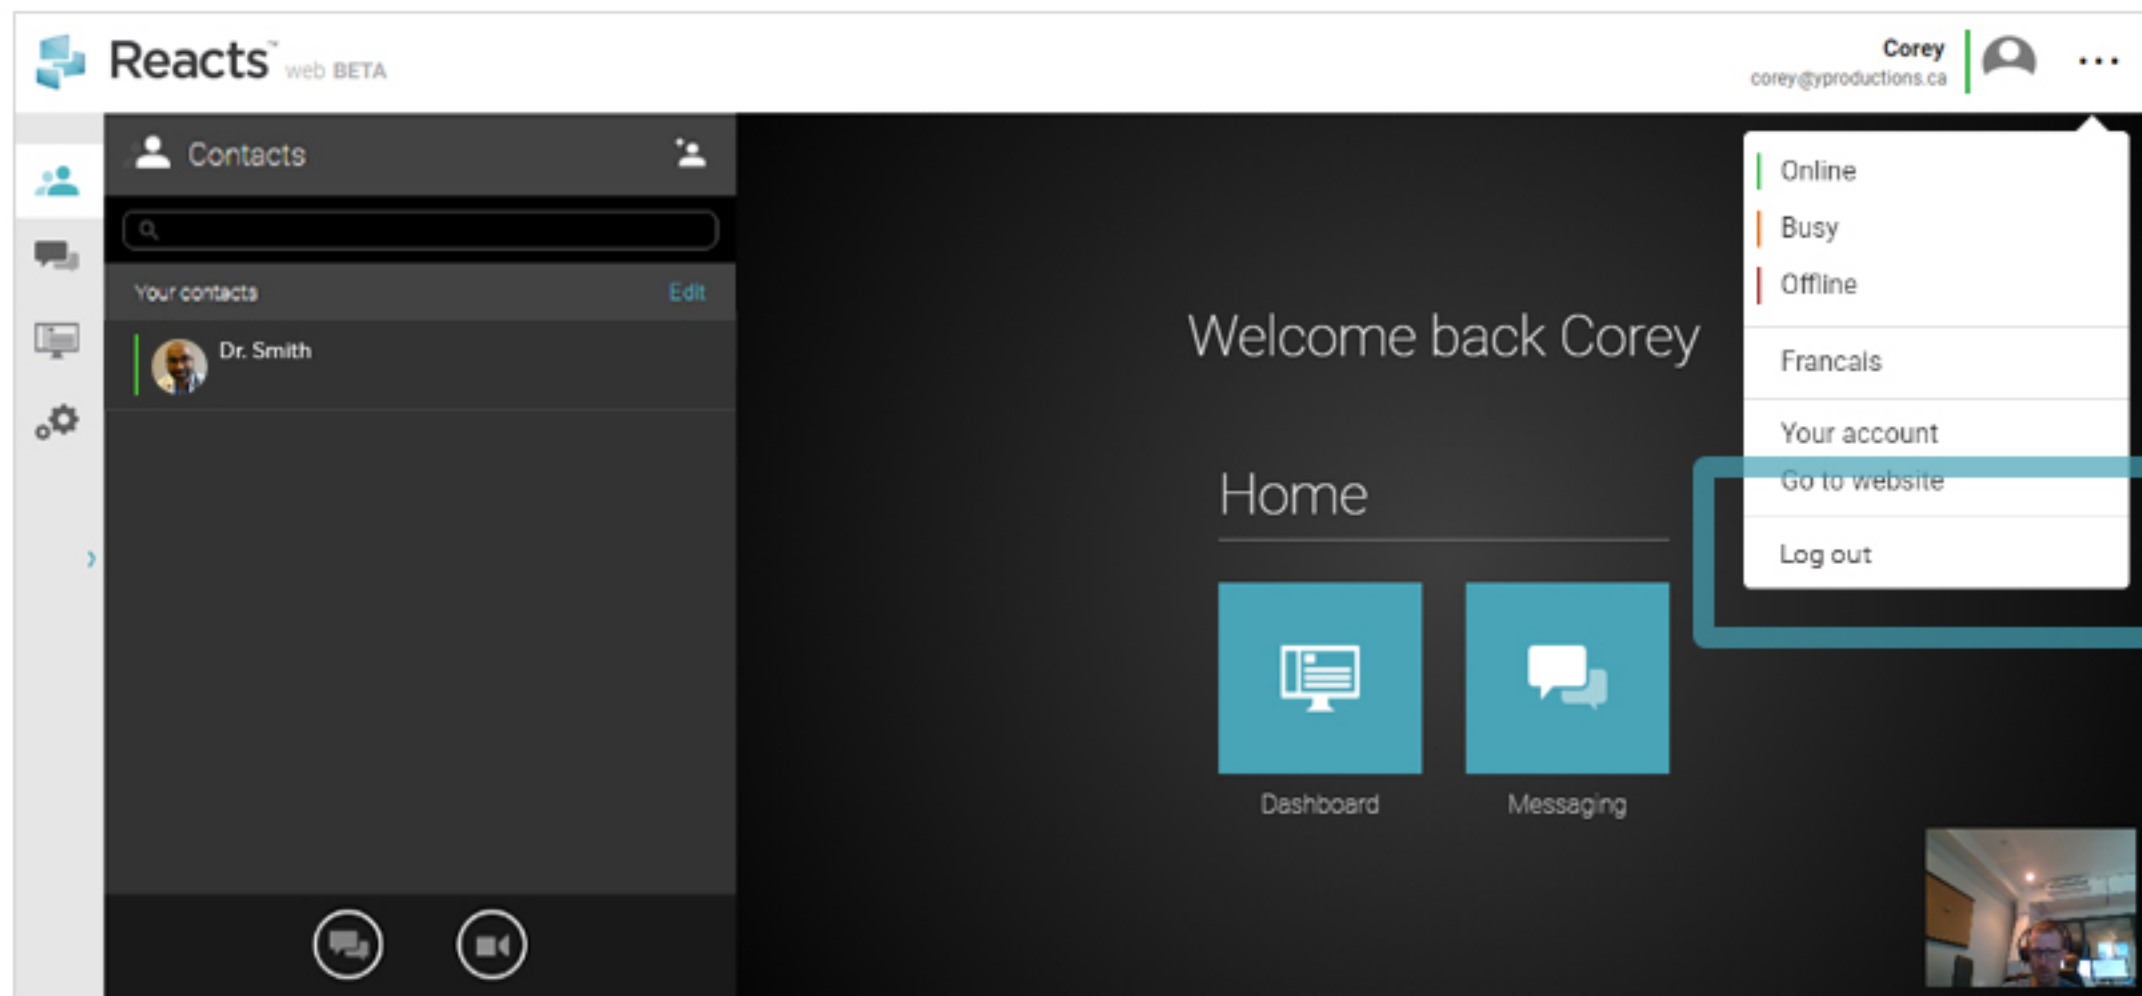 Reacts™ web BETA
Corey
corey@yproductions.ca
Contacts
Your contacts Edit
Dr. Smith
Welcome back Corey
Home
Dashboard Messaging
Online
Busy
Offline
Francais
Your account
Go to website
Log out